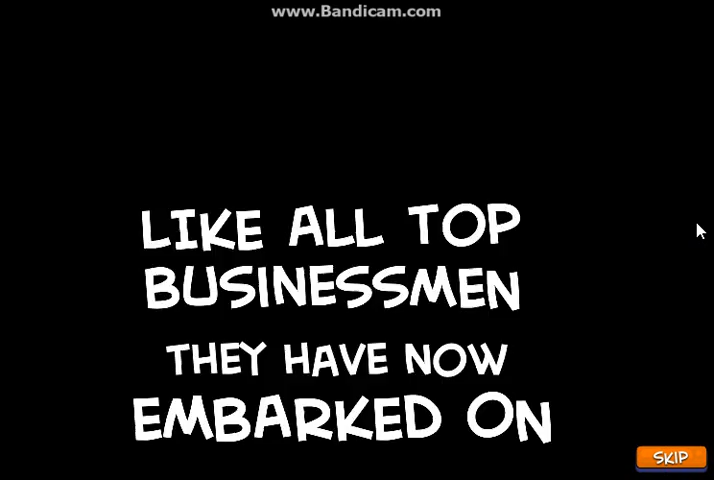 www.Bandicam.com
LIKE ALL TOP
BUSINESSMEN
THEY HAVE NOW
EMBARKED ON
SKIP